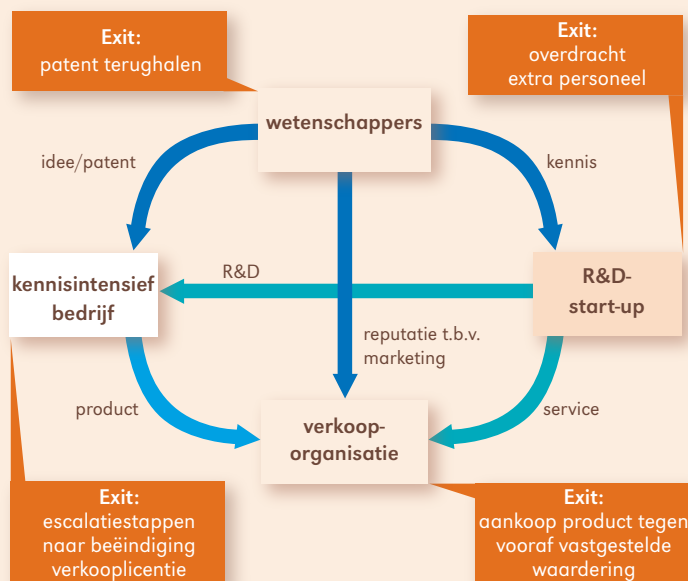 Exit:
patent terughalen
Exit:
overdracht
extra personeel
wetenschappers
idee/patent
kennis
kennisintensief
bedrijf
R&D
R&D-
start-up
reputatie t.b.v.
marketing
product
service
verkoop-
organisatie
Exit:
escalatiestappen
naar beëindiging
verkooplicentie
Exit:
aankoop product tegen
vooraf vastgestelde
waardering